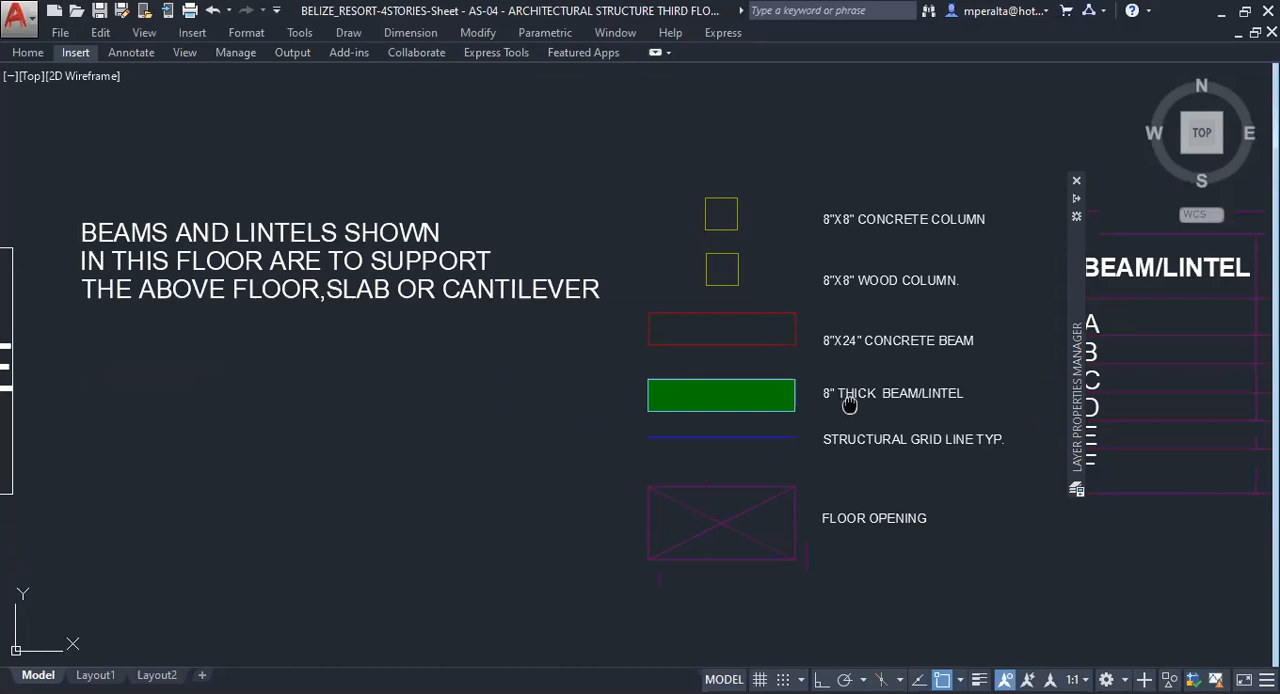 BELIZE_RESORT-4STORIES-Sheet - AS-04 - ARCHITECTURAL STRUCTURE THIRD FLO...
Type a keyword or phrase
mperalta@hot...
File Edit View Insert Format Tools Draw Dimension Modify Parametric Window Help Express
Home Insert Annotate View Manage Output Add-ins Collaborate Express Tools Featured Apps
[−][Top][2D Wireframe]
N
W TOP E
S
WCS
BEAMS AND LINTELS SHOWN
IN THIS FLOOR ARE TO SUPPORT
THE ABOVE FLOOR,SLAB OR CANTILEVER
8"X8" CONCRETE COLUMN
8"X8" WOOD COLUMN.
8"X24" CONCRETE BEAM
8" THICK BEAM/LINTEL
STRUCTURAL GRID LINE TYP.
FLOOR OPENING
LAYER PROPERTIES MANAGER
BEAM/LINTEL
A
B
C
D
E
Y
X
Model Layout1 Layout2 +
MODEL
1:1